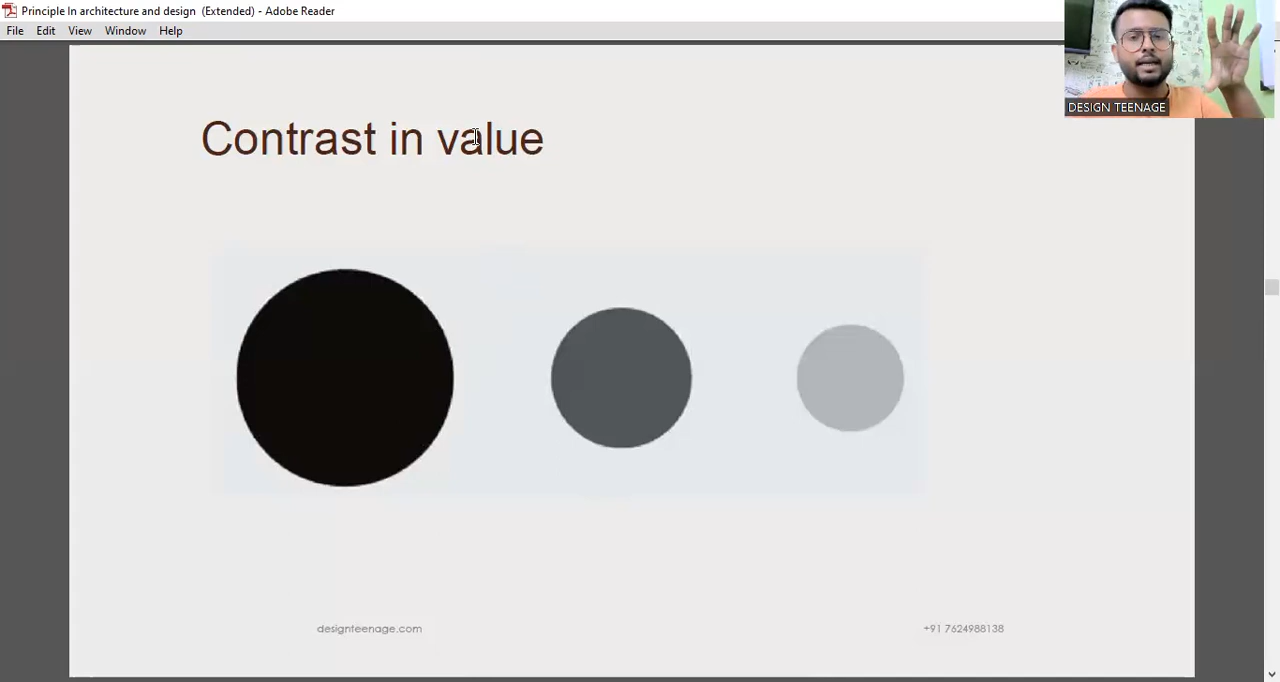 Principle In architecture and design  (Extended) - Adobe Reader
File Edit View Window Help
DESIGN TEENAGE
Contrast in value
designteenage.com
+91 7624988138